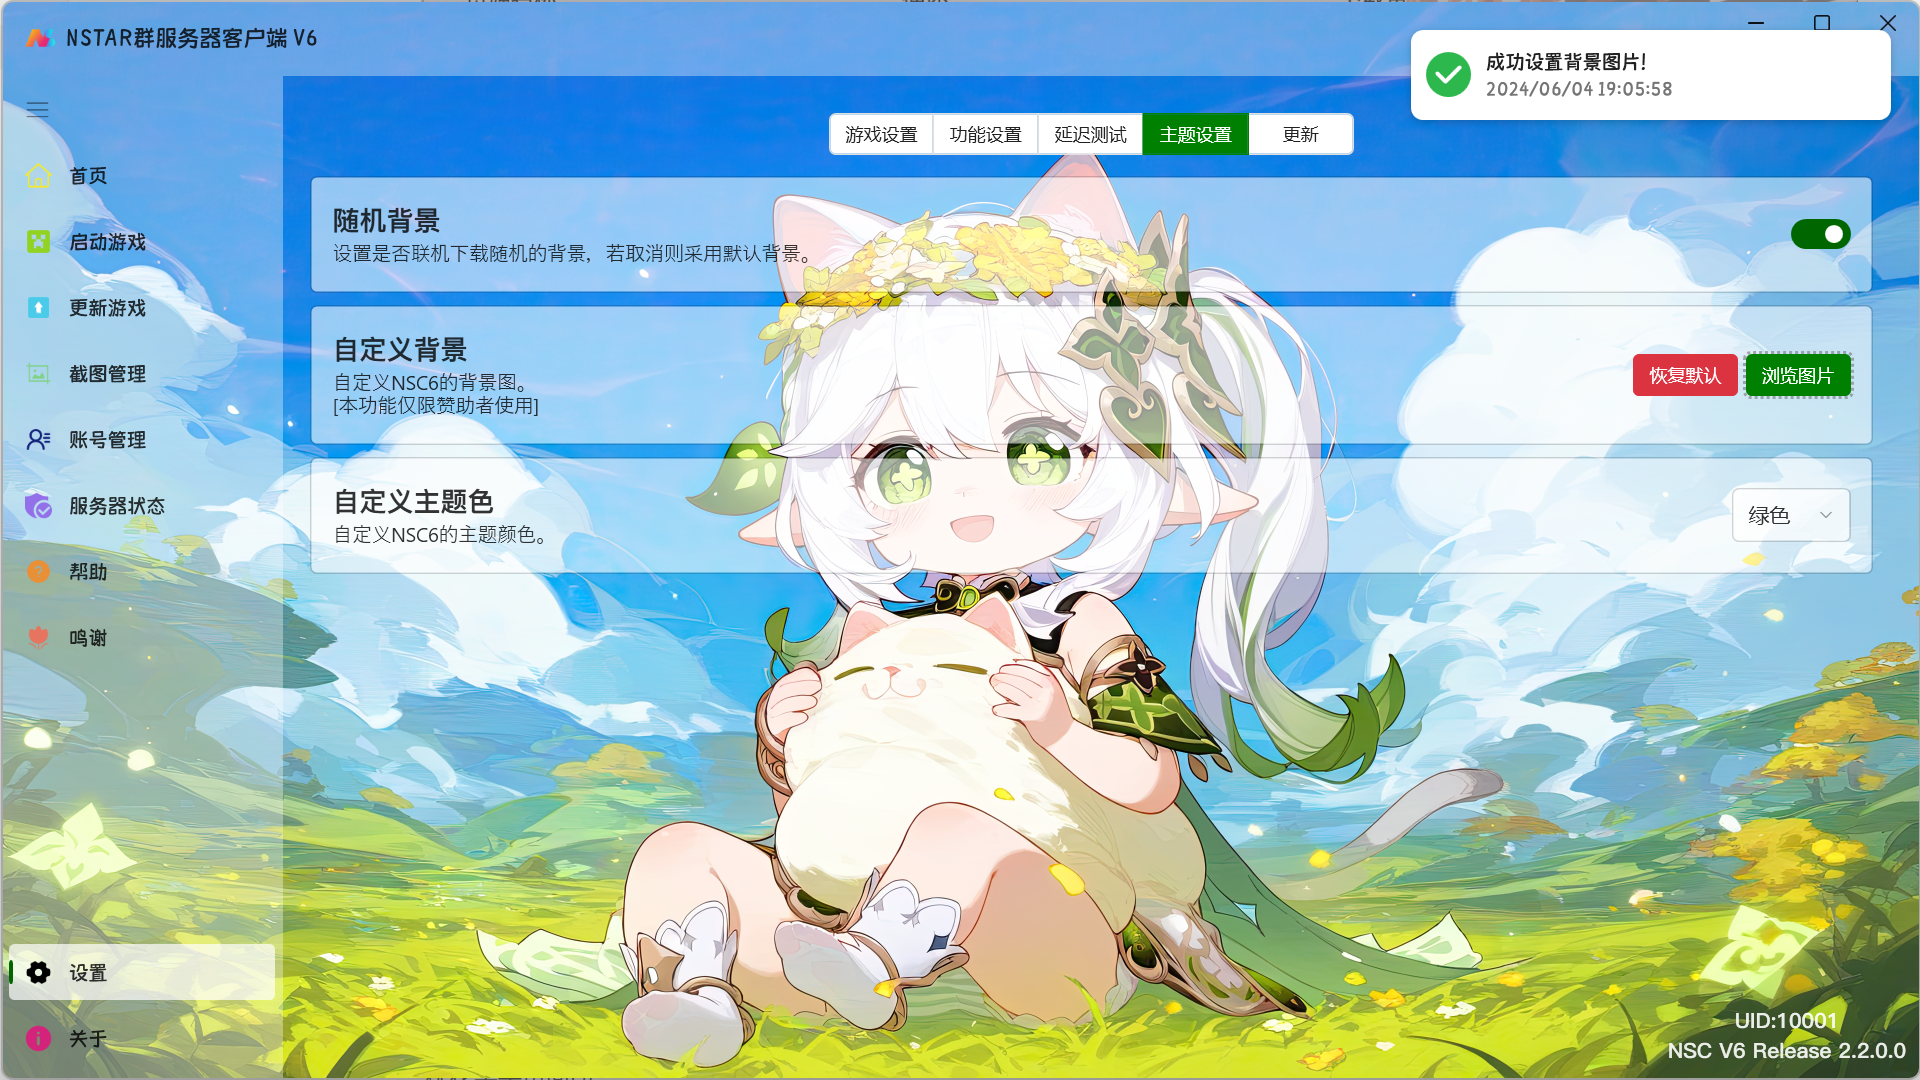 NSTAR群服务器客户端 V6
成功设置背景图片!
2024/06/04 19:05:58
首页
启动游戏
更新游戏
截图管理
账号管理
服务器状态
帮助
鸣谢
设置
关于
游戏设置
功能设置
延迟测试
主题设置
更新
随机背景
设置是否联机下载随机的背景，若取消则采用默认背景。
自定义背景
自定义NSC6的背景图。
[本功能仅限赞助者使用]
恢复默认
浏览图片
自定义主题色
自定义NSC6的主题颜色。
绿色
UID:10001
NSC V6 Release 2.2.0.0